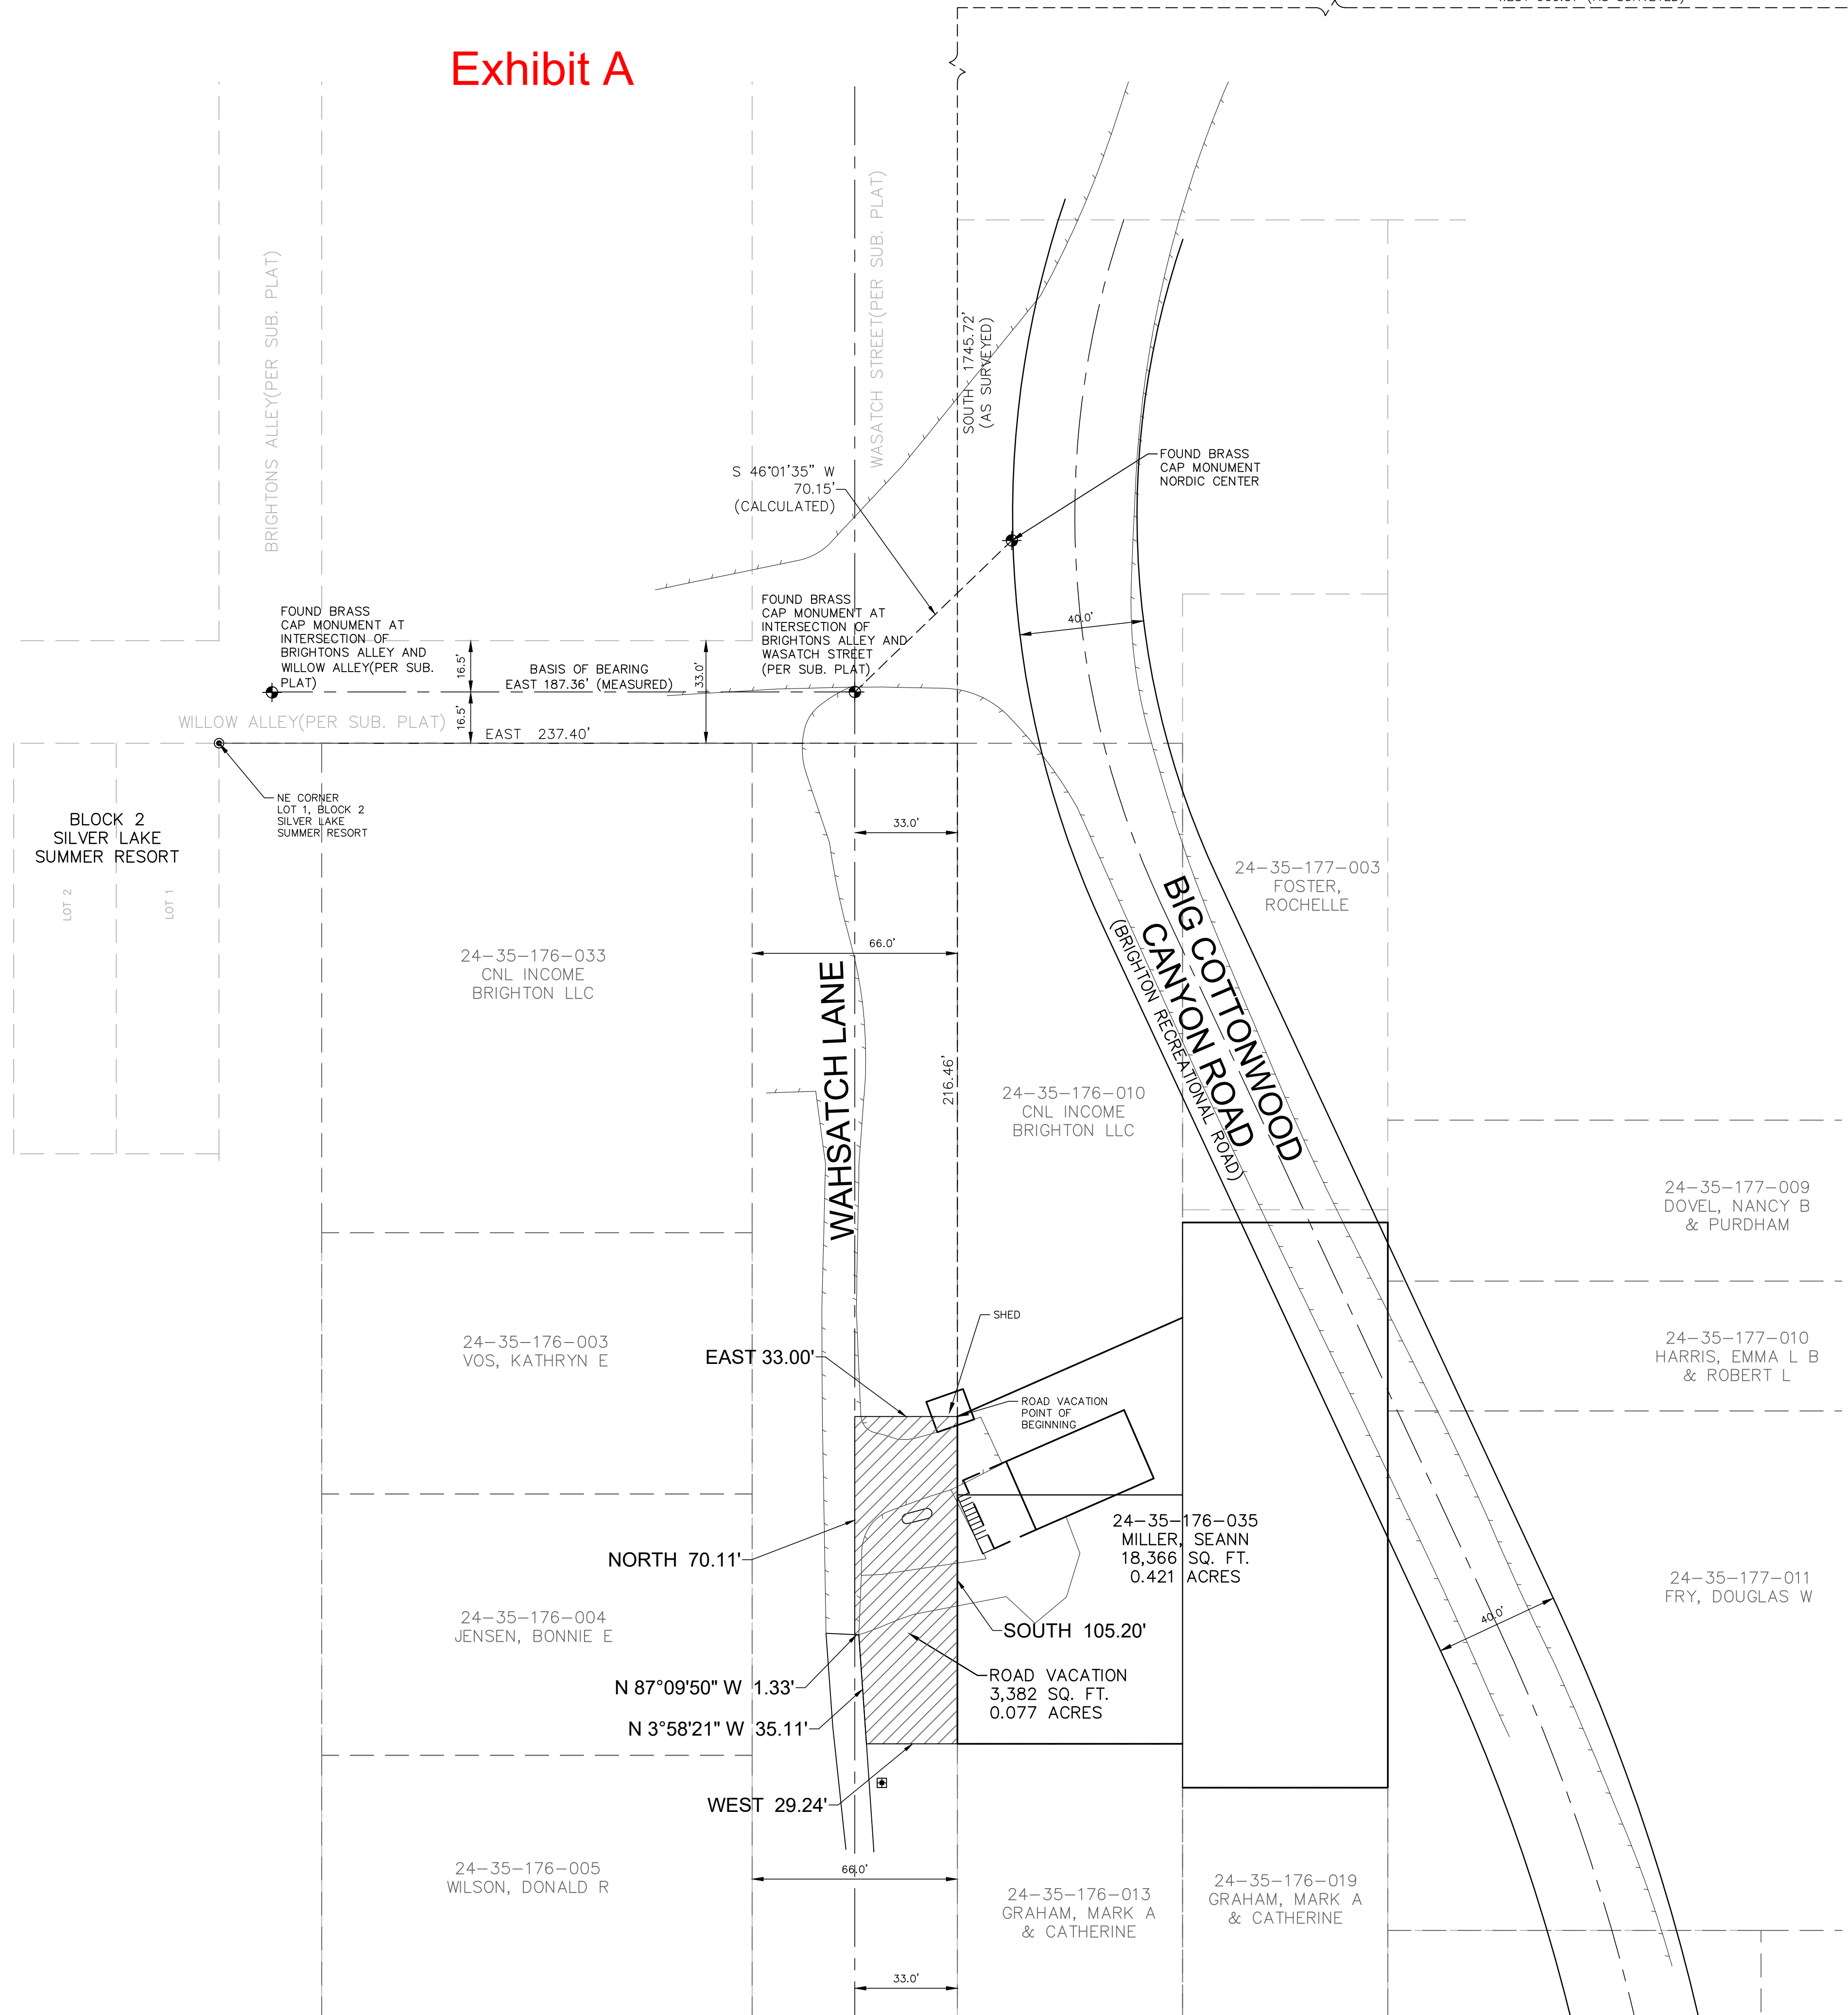 Exhibit A
BRIGHTONS ALLEY(PER SUB. PLAT)
WASATCH STREET(PER SUB. PLAT)
SOUTH 1745.72'
(AS SURVEYED)
S 46°01'35" W
70.15'
(CALCULATED)
FOUND BRASS
CAP MONUMENT
NORDIC CENTER
FOUND BRASS
CAP MONUMENT AT
INTERSECTION OF
BRIGHTONS ALLEY AND
WILLOW ALLEY(PER SUB.
PLAT)
16.5'
16.5'
BASIS OF BEARING
EAST 187.36' (MEASURED)
33.0'
FOUND BRASS
CAP MONUMENT AT
INTERSECTION OF
BRIGHTONS ALLEY AND
WASATCH STREET
(PER SUB. PLAT)
40.0'
WILLOW ALLEY(PER SUB. PLAT)
EAST 237.40'
NE CORNER
LOT 1, BLOCK 2
SILVER LAKE
SUMMER RESORT
BLOCK 2
SILVER LAKE
SUMMER RESORT
LOT 2
LOT 1
33.0'
66.0'
24-35-177-003
FOSTER,
ROCHELLE
24-35-176-033
CNL INCOME
BRIGHTON LLC
WAHSATCH LANE
216.46'
24-35-176-010
CNL INCOME
BRIGHTON LLC
BIG COTTONWOOD
CANYON ROAD
(BRIGHTON RECREATIONAL ROAD)
24-35-177-009
DOVEL, NANCY B
& PURDHAM
24-35-177-010
HARRIS, EMMA L B
& ROBERT L
24-35-176-003
VOS, KATHRYN E
EAST 33.00'
SHED
ROAD VACATION
POINT OF
BEGINNING
24-35-176-035
MILLER, SEANN
18,366 SQ. FT.
0.421 ACRES
NORTH 70.11'
24-35-176-004
JENSEN, BONNIE E
24-35-177-011
FRY, DOUGLAS W
40.0'
SOUTH 105.20'
ROAD VACATION
3,382 SQ. FT.
0.077 ACRES
N 87°09'50" W 1.33'
N 3°58'21" W 35.11'
WEST 29.24'
24-35-176-005
WILSON, DONALD R
66.0'
24-35-176-013
GRAHAM, MARK A
& CATHERINE
24-35-176-019
GRAHAM, MARK A
& CATHERINE
33.0'